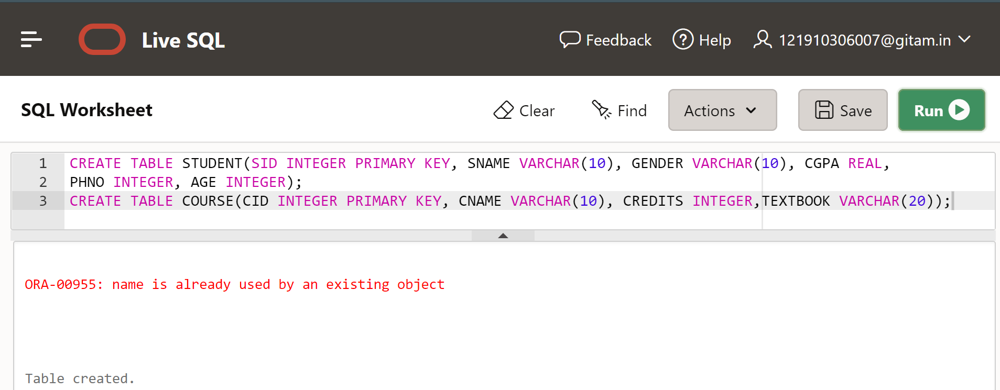 Live SQL
Feedback
Help
121910306007@gitam.in
SQL Worksheet
Clear
Find
Actions
Save
Run
1 CREATE TABLE STUDENT(SID INTEGER PRIMARY KEY, SNAME VARCHAR(10), GENDER VARCHAR(10), CGPA REAL,
2 PHNO INTEGER, AGE INTEGER);
3 CREATE TABLE COURSE(CID INTEGER PRIMARY KEY, CNAME VARCHAR(10), CREDITS INTEGER,TEXTBOOK VARCHAR(20));
ORA-00955: name is already used by an existing object
Table created.